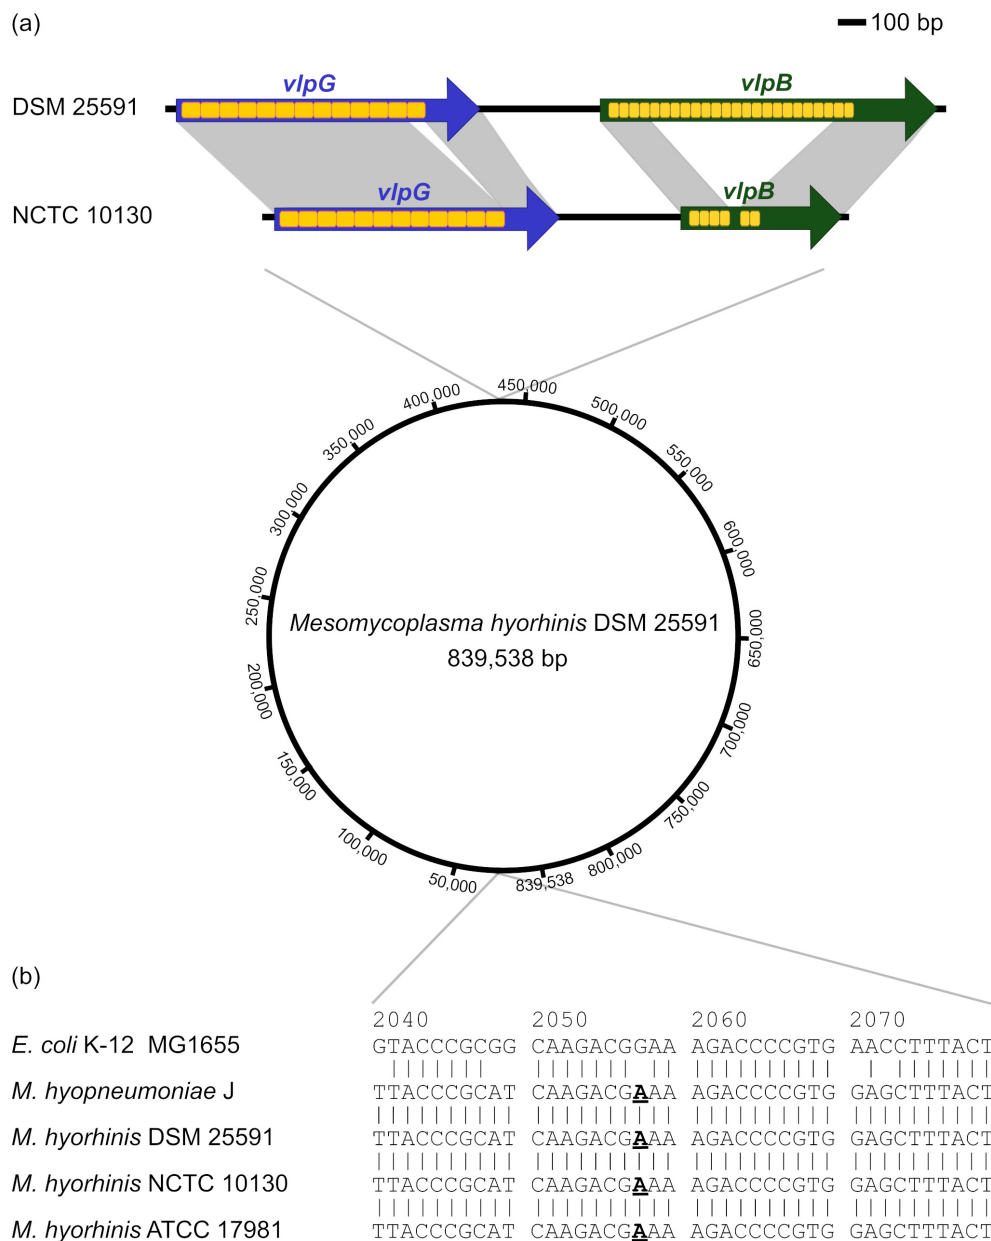 (a)
100 bp
vlpG
vlpB
DSM 25591
vlpG
vlpB
NCTC 10130
400,000
450,000
500,000
350,000
550,000
300,000
600,000
250,000
Mesomycoplasma hyorhinis DSM 25591
650,000
839,538 bp
200,000
700,000
150,000
750,000
100,000
800,000
50,000
839,538
(b)
2040 2050 2060 2070
E. coli K-12 MG1655 GTACCCGCGG CAAGACGGAA AGACCCCGTG AACCTTTACT
M. hyopneumoniae J TTACCCGCAT CAAGACGAAA AGACCCCGTG GAGCTTTACT
M. hyorhinis DSM 25591 TTACCCGCAT CAAGACGAAA AGACCCCGTG GAGCTTTACT
M. hyorhinis NCTC 10130 TTACCCGCAT CAAGACGAAA AGACCCCGTG GAGCTTTACT
M. hyorhinis ATCC 17981 TTACCCGCAT CAAGACGAAA AGACCCCGTG GAGCTTTACT